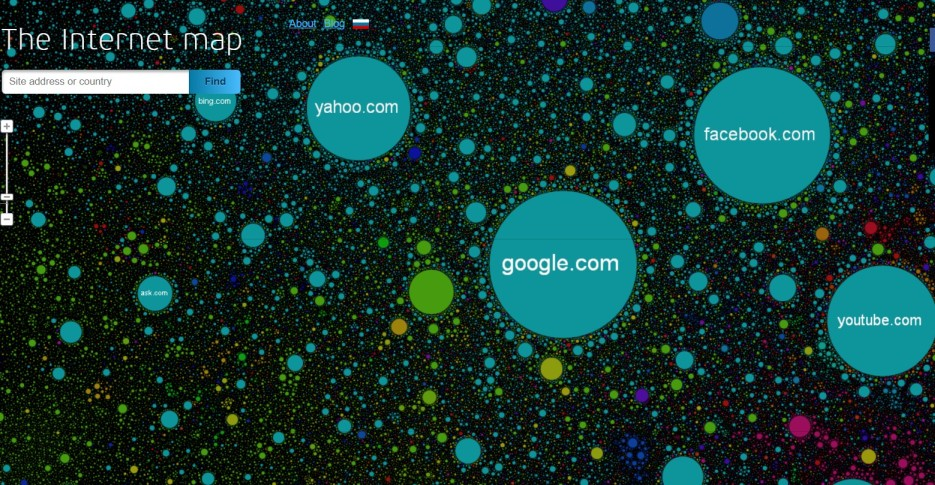 About Blog
The Internet map
Site address or country Find
bing.com
yahoo.com
facebook.com
google.com
ask.com
youtube.com